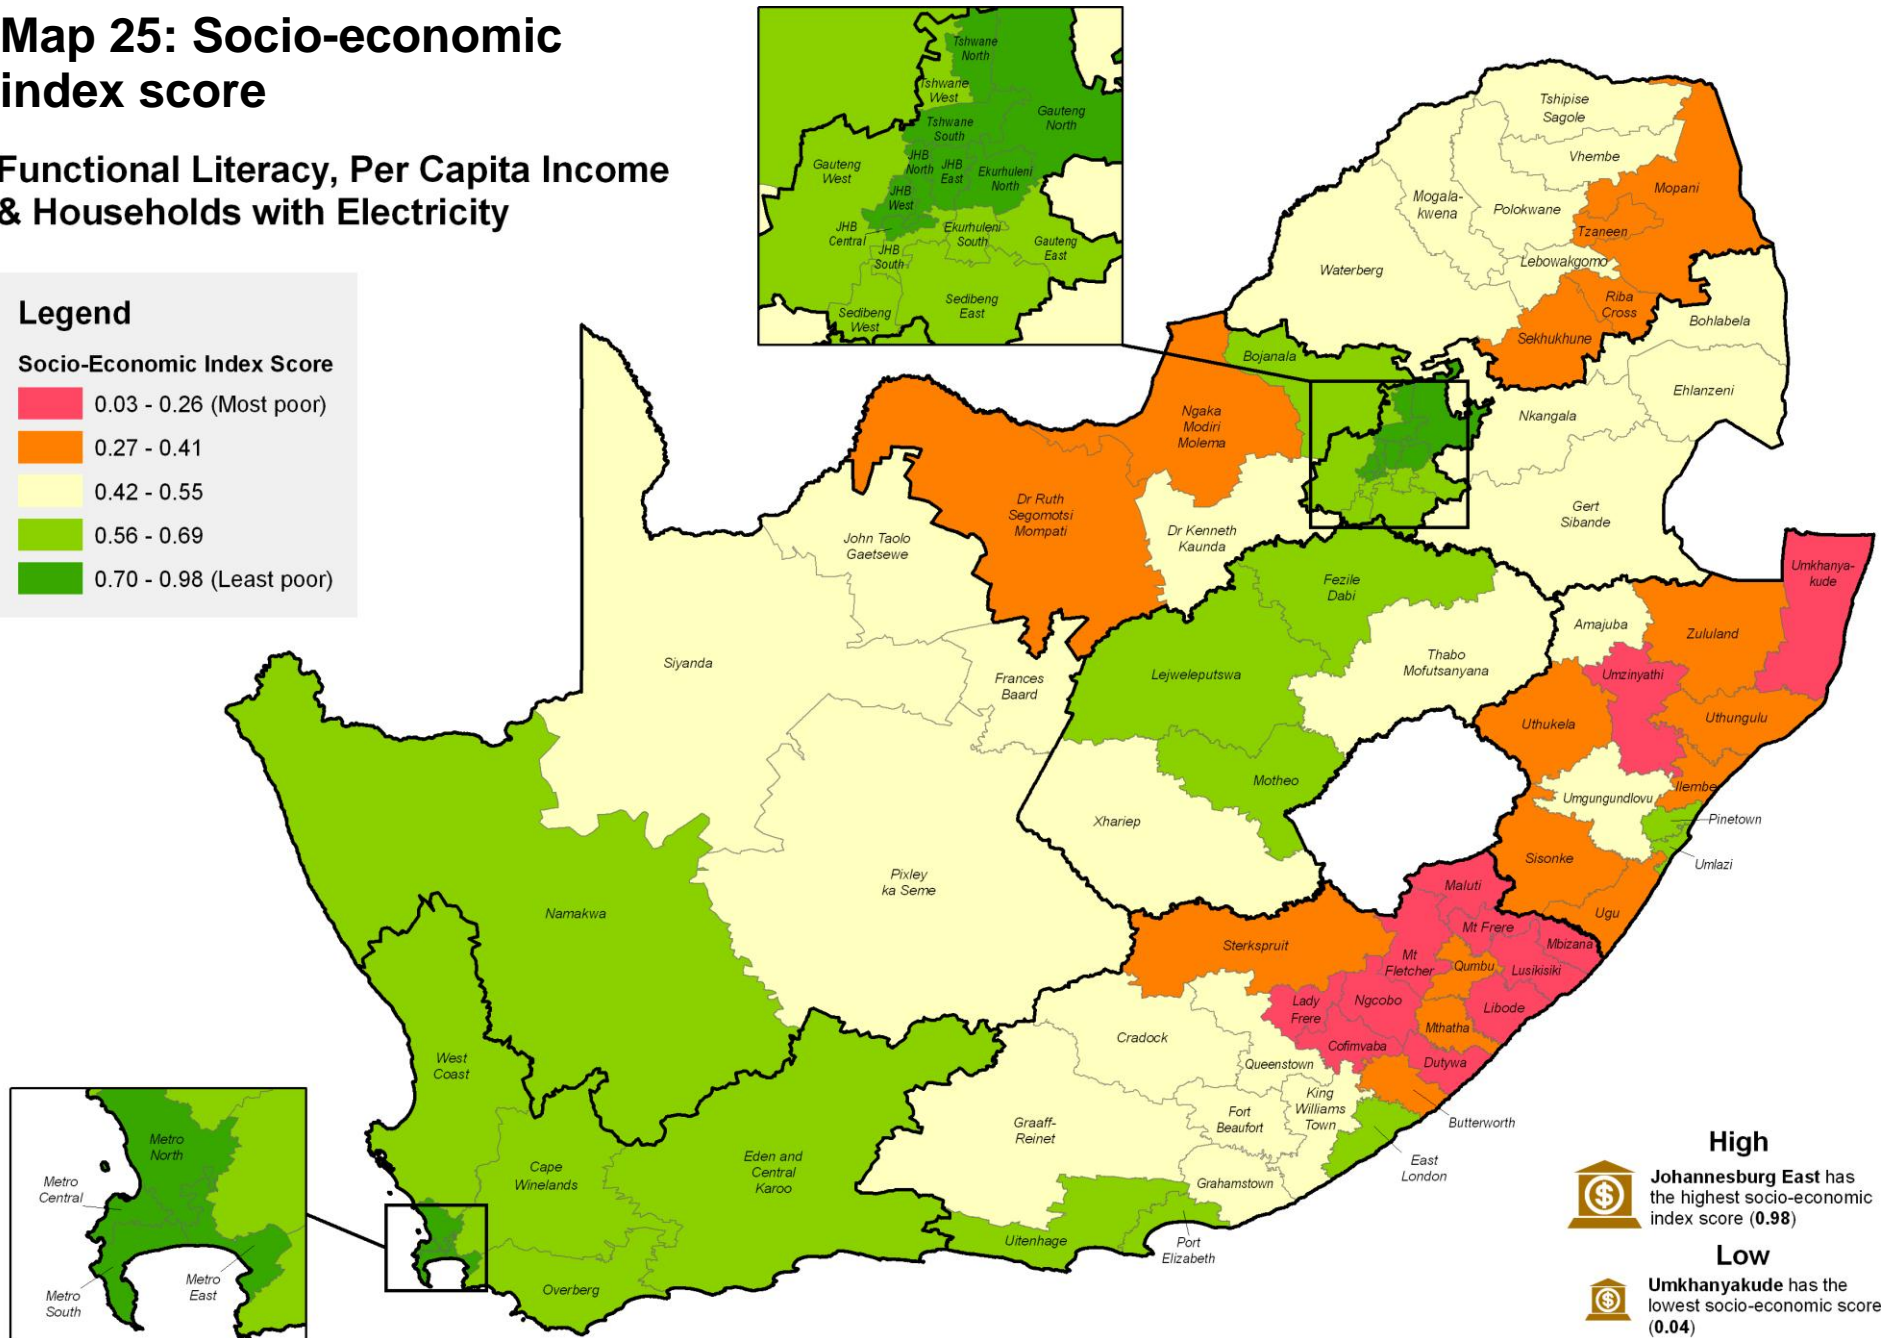 Map 25: Socio-economic
index score
Functional Literacy, Per Capita Income
& Households with Electricity
Legend
Socio-Economic Index Score
0.03 - 0.26 (Most poor)
0.27 - 0.41
0.42 - 0.55
0.56 - 0.69
0.70 - 0.98 (Least poor)
Tshwane
North
Tshwane
West
Gauteng
North
Tshwane
South
Gauteng
West
JHB
North
JHB
East
Ekurhuleni
North
JHB
West
JHB
Central
Ekurhuleni
South
JHB
South
Gauteng
East
Sedibeng
West
Sedibeng
East
Tshipise
Sagole
Vhembe
Mopani
Mogala-
kwena
Polokwane
Tzaneen
Lebowakgomo
Waterberg
Riba
Cross
Sekhukhune
Bohlabela
Ehlanzeni
Nkangala
Gert
Sibande
Bojanala
Ngaka
Modiri
Molema
Dr Ruth
Segomotsi
Mompati
Dr Kenneth
Kaunda
John Taolo
Gaetsewe
Siyanda
Frances
Baard
Pixley
ka Seme
Namakwa
Fezile
Dabi
Lejweleputswa
Thabo
Mofutsanyana
Motheo
Xhariep
Umkhanya-
kude
Amajuba
Zululand
Umzinyathi
Uthukela
Uthungulu
Ilembe
Umgungundlovu
Pinetown
Umlazi
Sisonke
Ugu
Maluti
Mt Frere
Mbizana
Mt
Fletcher
Qumbu
Lusikisiki
Sterkspruit
Lady
Frere
Ngcobo
Libode
Mthatha
Cofimvaba
Dutywa
Cradock
Queenstown
King
Williams
Town
Fort
Beaufort
Butterworth
Graaff-
Reinet
Grahamstown
East
London
Port
Elizabeth
Uitenhage
West
Coast
Cape
Winelands
Eden and
Central
Karoo
Overberg
Metro
North
Metro
Central
Metro
East
Metro
South
High
Johannesburg East has
the highest socio-economic
index score (0.98)
Low
Umkhanyakude has the
lowest socio-economic score
(0.04)